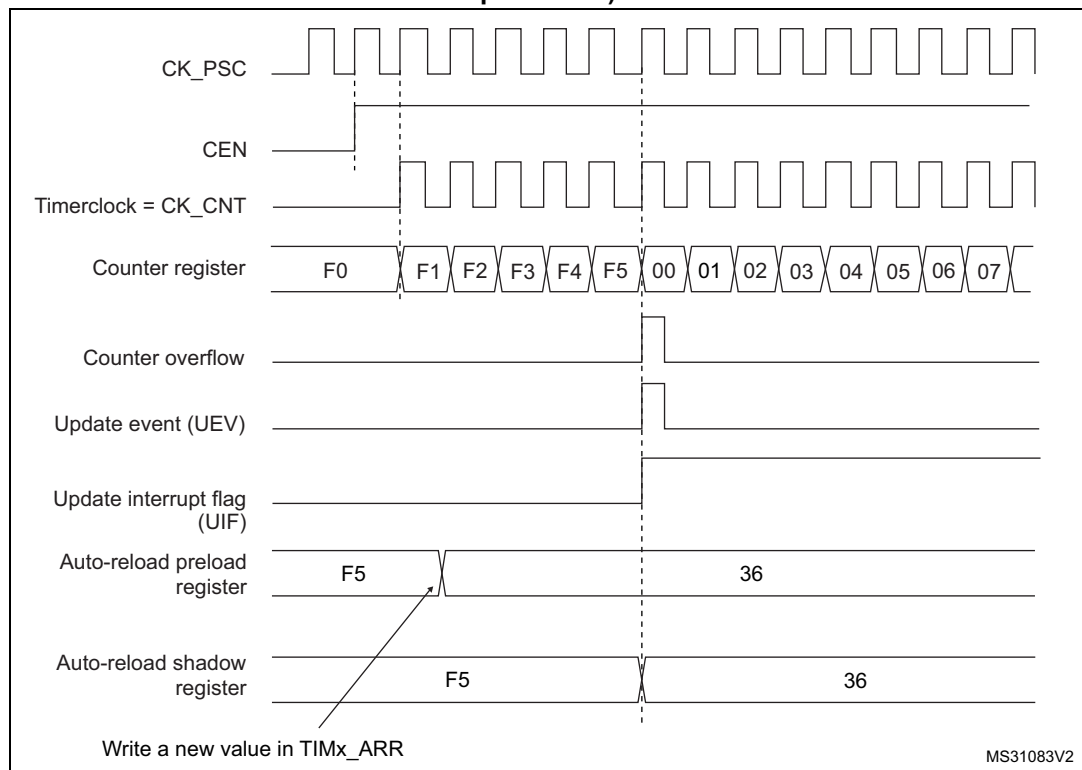 CK_PSC
CEN
Timerclock = CK_CNT
Counter register
F0 F1 F2 F3 F4 F5 00 01 02 03 04 05 06 07
Counter overflow
Update event (UEV)
Update interrupt flag
(UIF)
Auto-reload preload
register
F5 36
Auto-reload shadow
register
F5 36
Write a new value in TIMx_ARR
MS31083V2